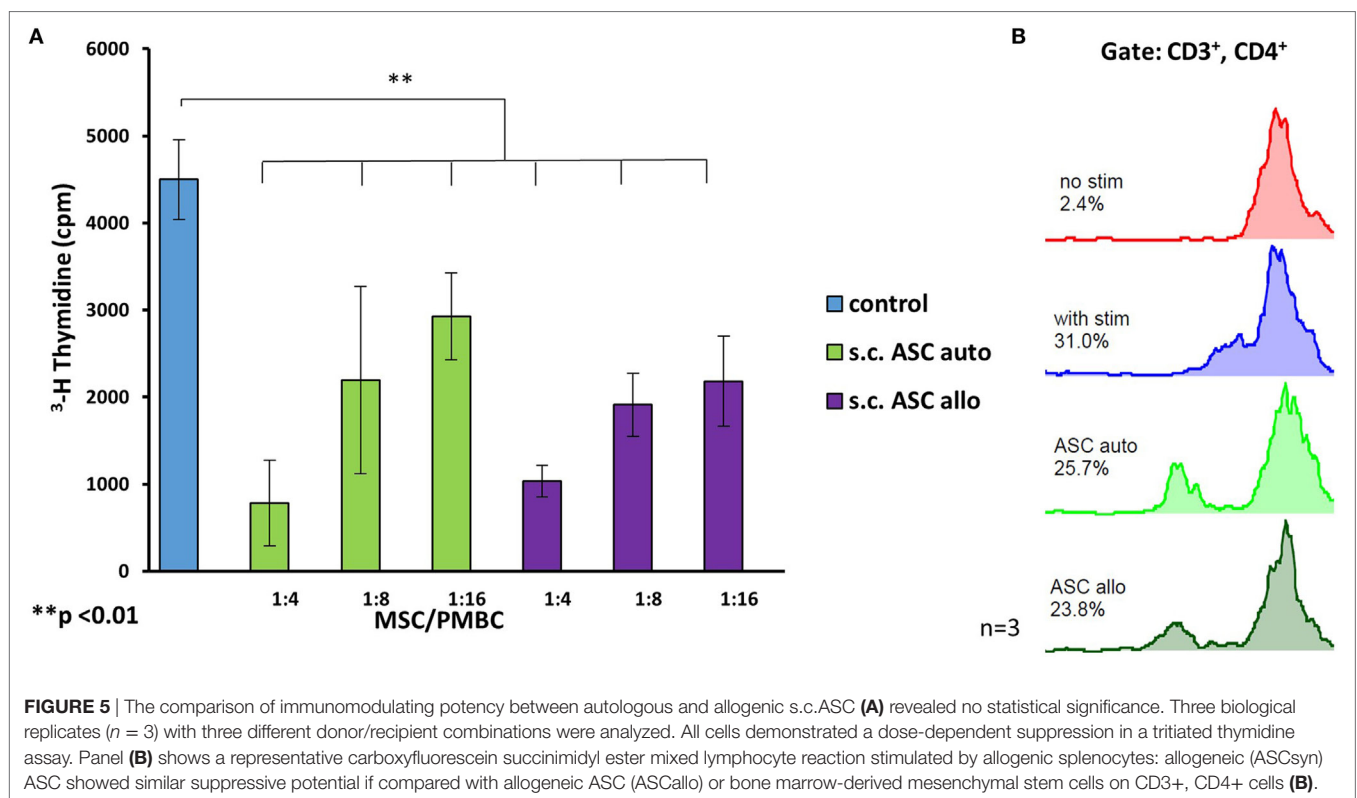 A
6000
5000
4000
3000
2000
1000
0
³-H Thymidine (cpm)
**
1:4 1:8 1:16 1:4 1:8 1:16
MSC/PMBC
**p <0.01
control
s.c. ASC auto
s.c. ASC allo
B
Gate: CD3⁺, CD4⁺
no stim
2.4%
with stim
31.0%
ASC auto
25.7%
ASC allo
23.8%
n=3
FIGURE 5 | The comparison of immunomodulating potency between autologous and allogenic s.c.ASC (A) revealed no statistical significance. Three biological
replicates (n = 3) with three different donor/recipient combinations were analyzed. All cells demonstrated a dose-dependent suppression in a tritiated thymidine
assay. Panel (B) shows a representative carboxyfluorescein succinimidyl ester mixed lymphocyte reaction stimulated by allogenic splenocytes: allogeneic (ASCsyn)
ASC showed similar suppressive potential if compared with allogeneic ASC (ASCallo) or bone marrow-derived mesenchymal stem cells on CD3+, CD4+ cells (B).